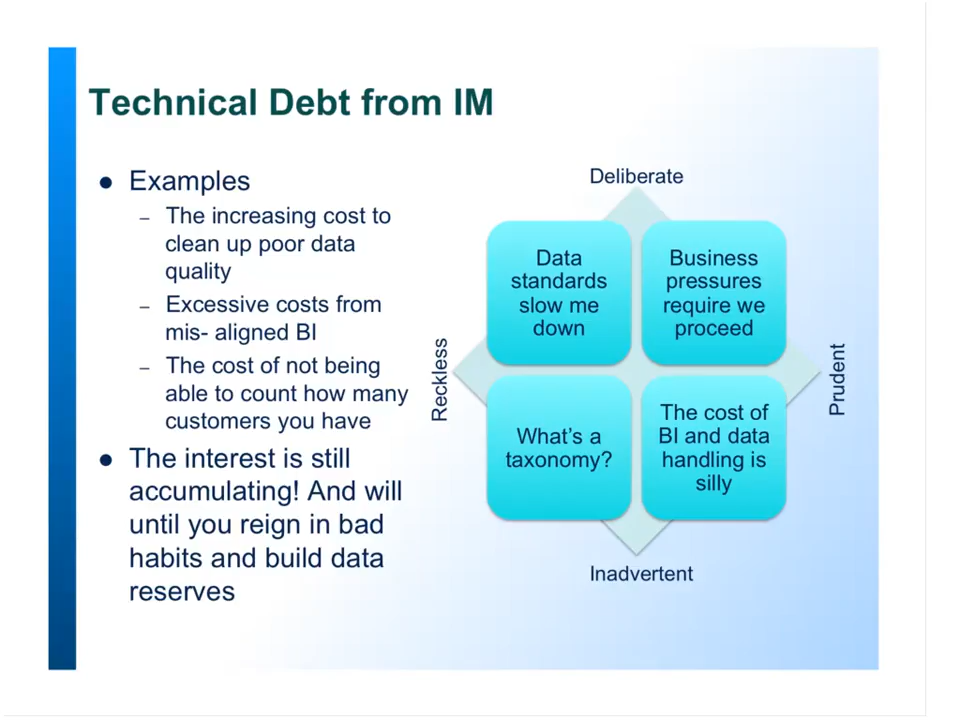 Technical Debt from IM
● Examples
– The increasing cost to
clean up poor data
quality
– Excessive costs from
mis- aligned BI
– The cost of not being
able to count how many
customers you have
● The interest is still
accumulating! And will
until you reign in bad
habits and build data
reserves
Deliberate
Data
standards
slow me
down
Business
pressures
require we
proceed
Reckless
Prudent
What's a
taxonomy?
The cost of
BI and data
handling is
silly
Inadvertent